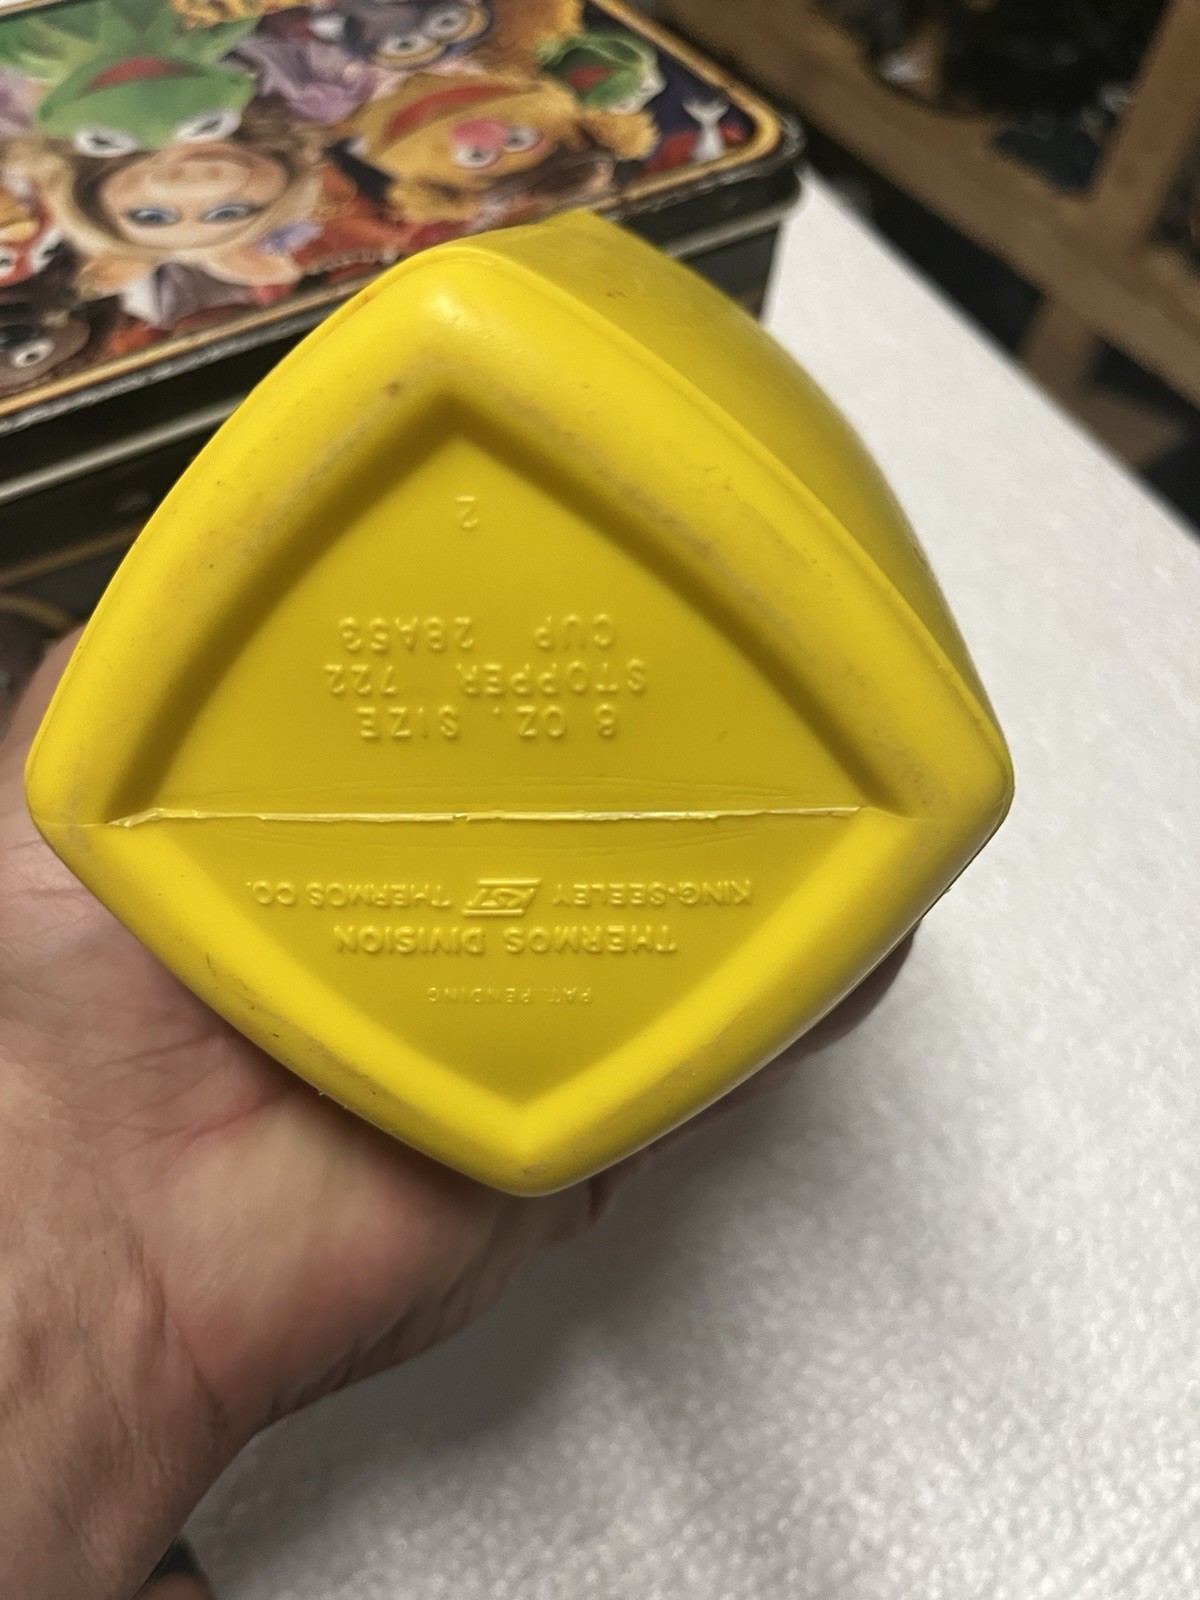 PAT. PENDING
THERMOS DIVISION
KING-SEELEY KST THERMOS CO.
8 OZ. SIZE
STOPPER 722
CUP 28A53
2